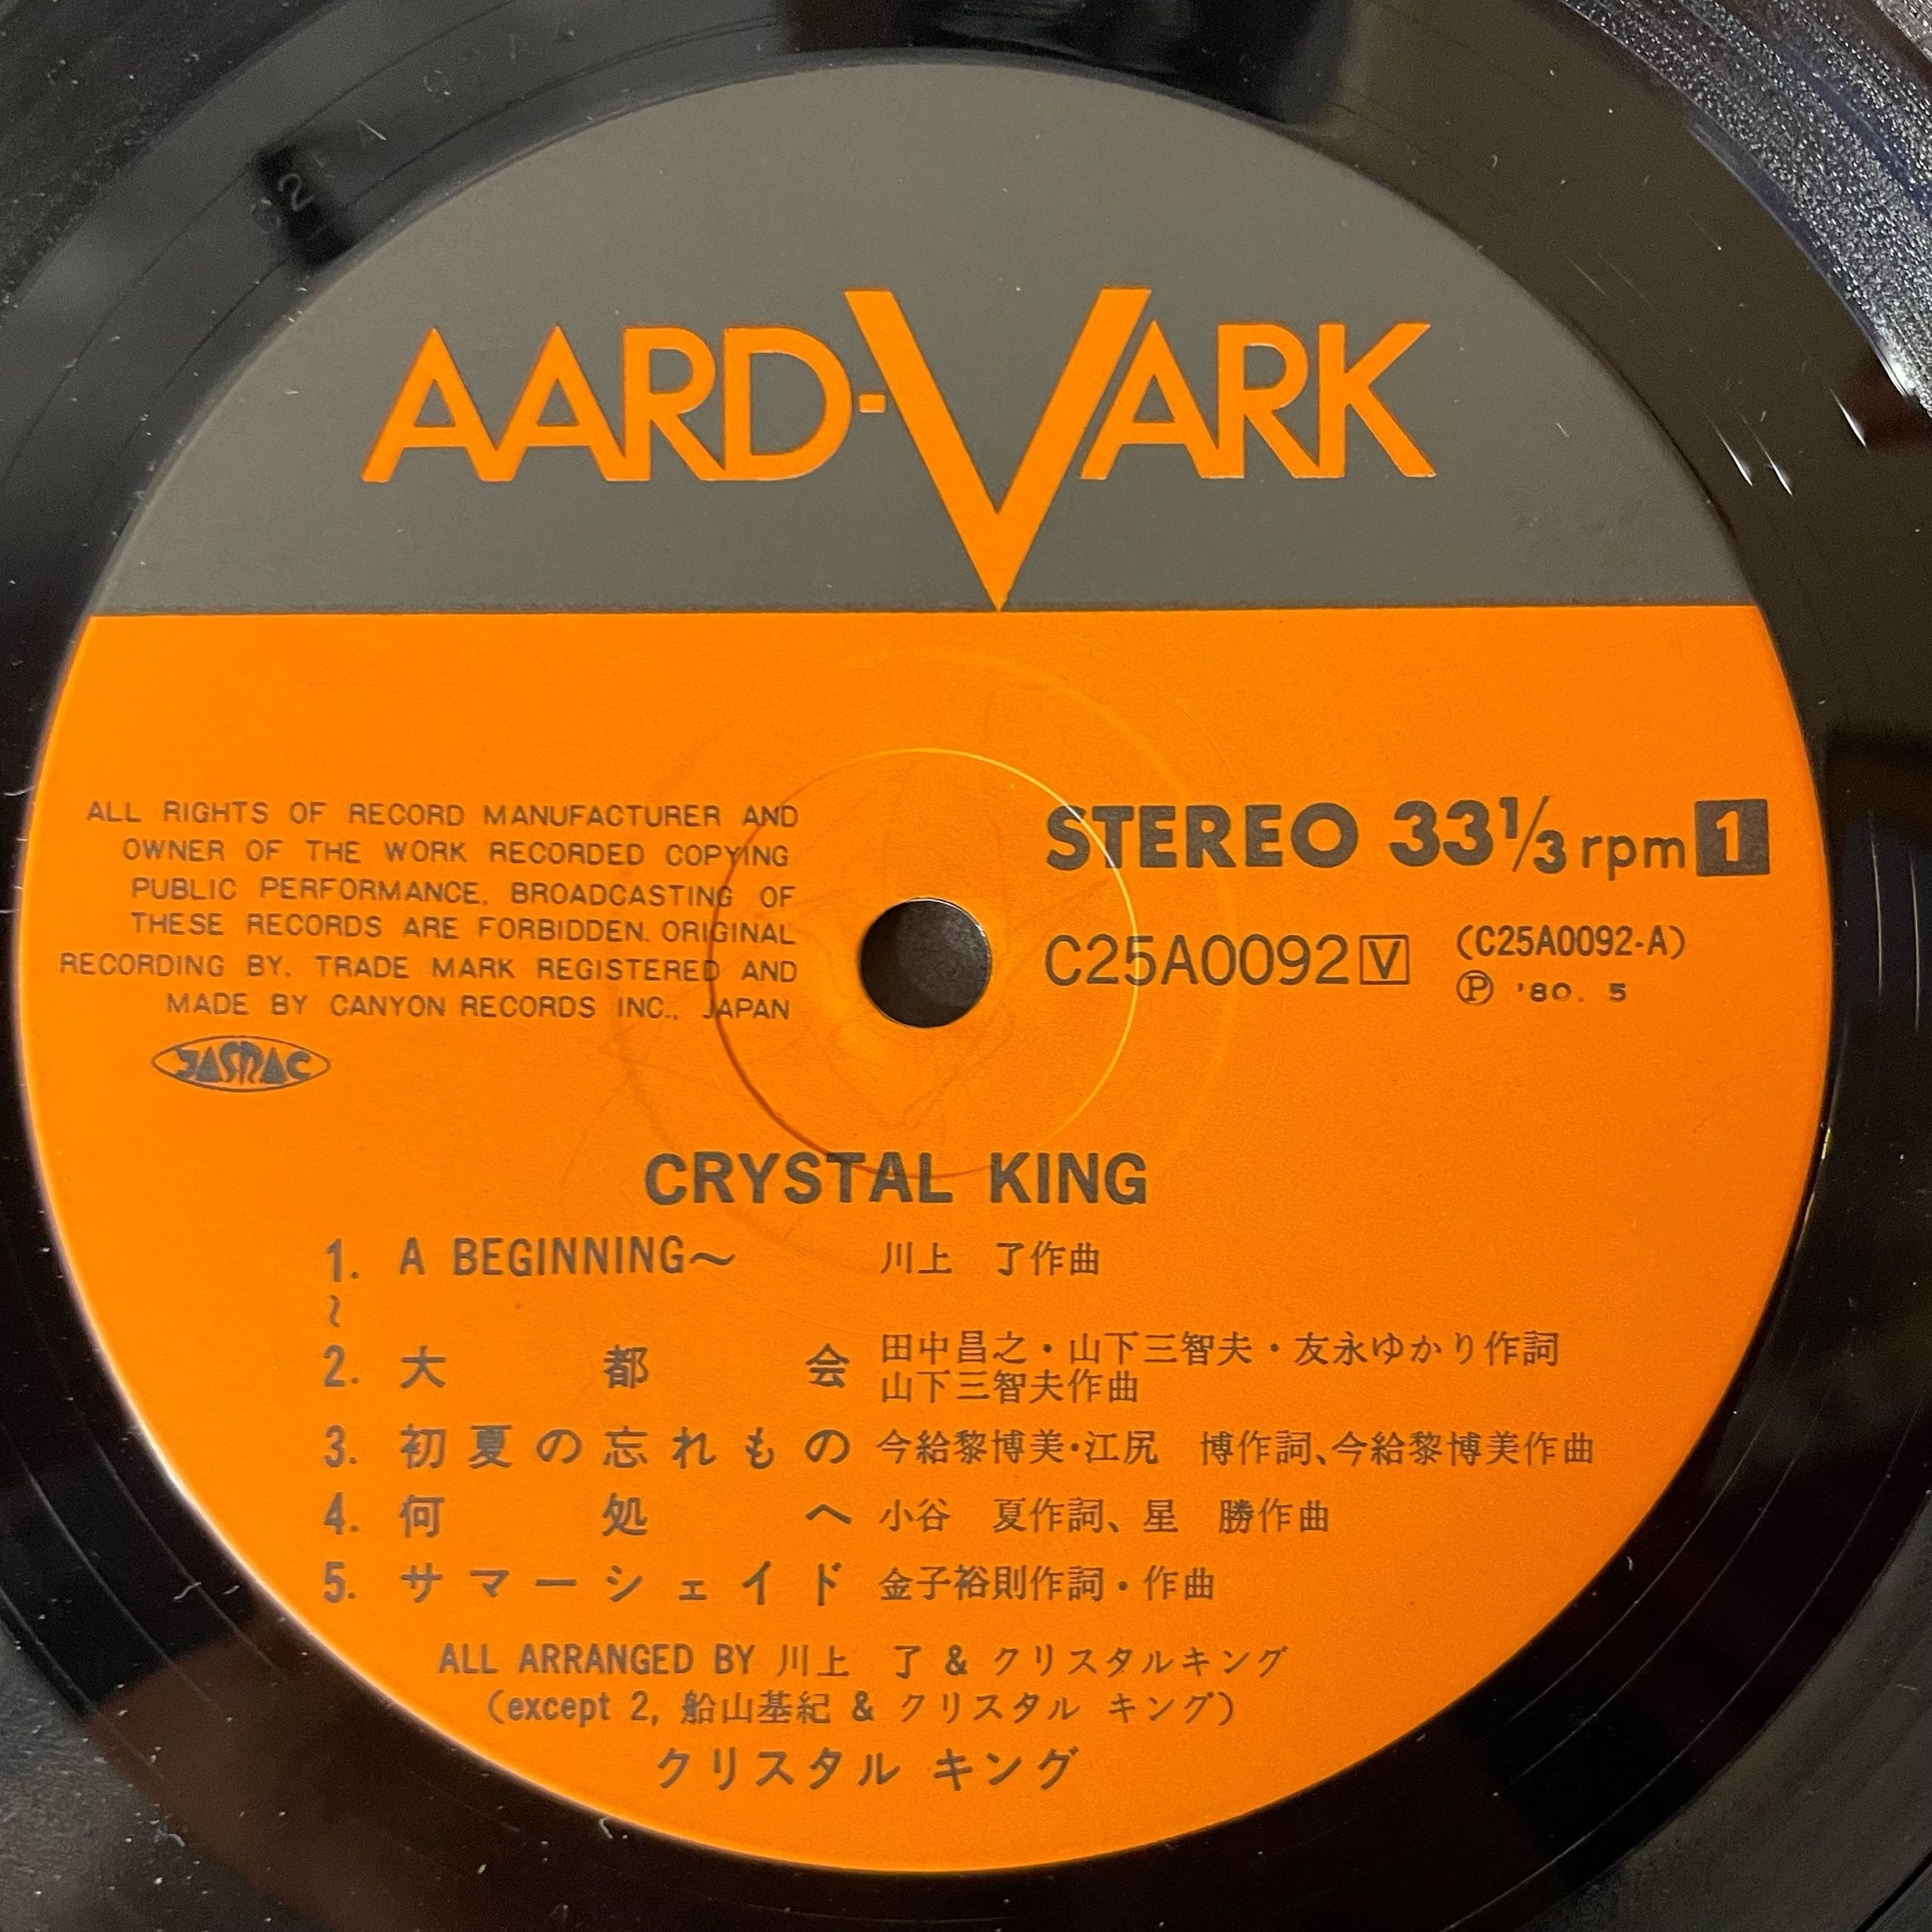 AARD-VARK
ALL RIGHTS OF RECORD MANUFACTURER AND
OWNER OF THE WORK RECORDED COPYING
PUBLIC PERFORMANCE, BROADCASTING OF
THESE RECORDS ARE FORBIDDEN. ORIGINAL
RECORDING BY, TRADE MARK REGISTERED AND
MADE BY CANYON RECORDS INC., JAPAN
JASRAC
STEREO 33⅓ rpm 1
C25A0092 V (C25A0092-A)
Ⓟ '80. 5
CRYSTAL KING
1. A BEGINNING〜 川上 了作曲
〜
2. 大都会 田中昌之・山下三智夫・友永ゆかり作詞
山下三智夫作曲
3. 初夏の忘れもの 今給黎博美・江尻 博作詞、今給黎博美作曲
4. 何処へ 小谷 夏作詞、星 勝作曲
5. サマーシェイド 金子裕則作詞・作曲
ALL ARRANGED BY 川上 了 & クリスタルキング
(except 2, 船山基紀 & クリスタル キング)
クリスタル キング